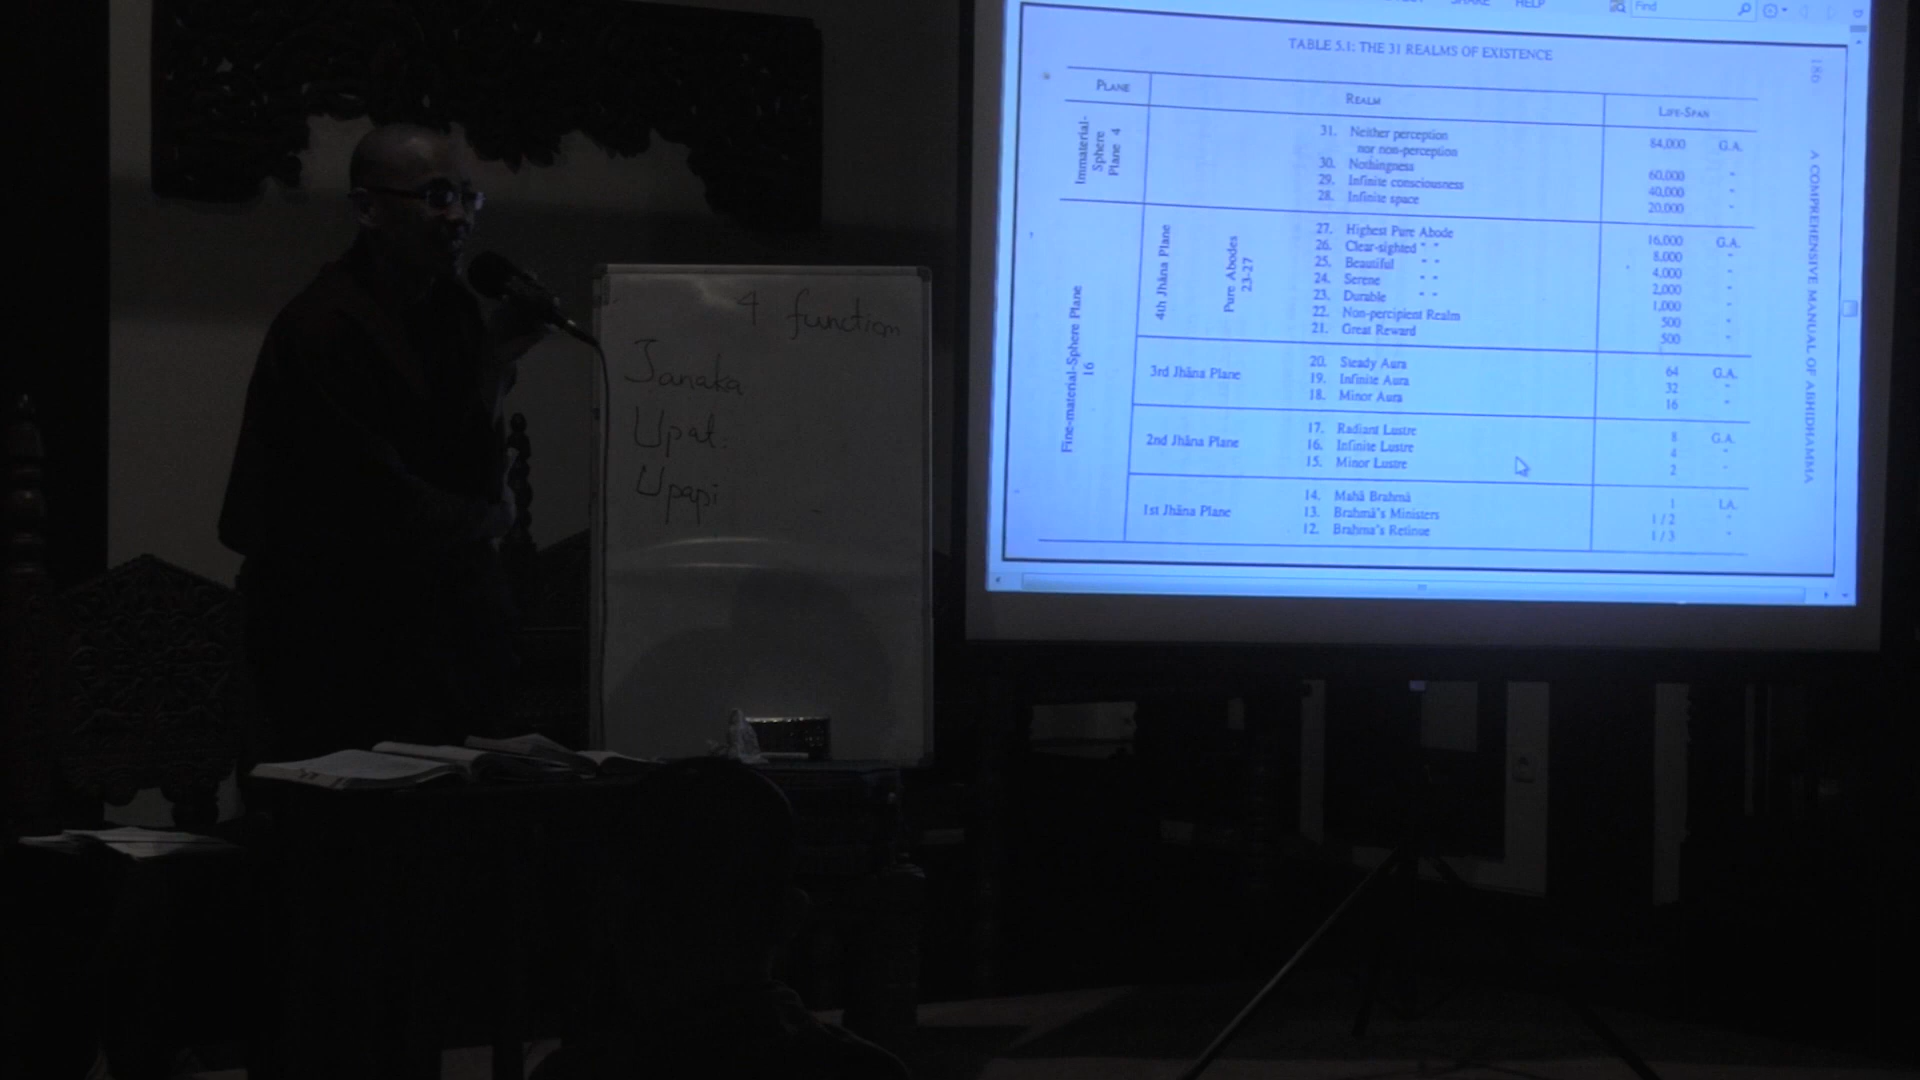 4 function
Janaka
Upat.
Upapi
HELP
Find
TABLE 5.1: THE 31 REALMS OF EXISTENCE
186
A COMPREHENSIVE MANUAL OF ABHIDHAMMA
PLANE REALM LIFE-SPAN
Immaterial-
Sphere
Plane 4
31. Neither perception
nor non-perception 84,000 G.A.
30. Nothingness 60,000 "
29. Infinite consciousness 40,000 "
28. Infinite space 20,000 "
Fine-material-Sphere Plane
16
4th Jhāna Plane
Pure Abodes
23-27
27. Highest Pure Abode 16,000 G.A.
26. Clear-sighted " " 8,000 "
25. Beautiful " " 4,000 "
24. Serene " " 2,000 "
23. Durable " " 1,000 "
22. Non-percipient Realm 500 "
21. Great Reward 500 "
3rd Jhāna Plane
20. Steady Aura 64 G.A.
19. Infinite Aura 32 "
18. Minor Aura 16 "
2nd Jhāna Plane
17. Radiant Lustre 8 G.A.
16. Infinite Lustre 4 "
15. Minor Lustre 2 "
1st Jhāna Plane
14. Mahā Brahmā 1 I.A.
13. Brahmā's Ministers 1/2 "
12. Brahma's Retinue 1/3 "